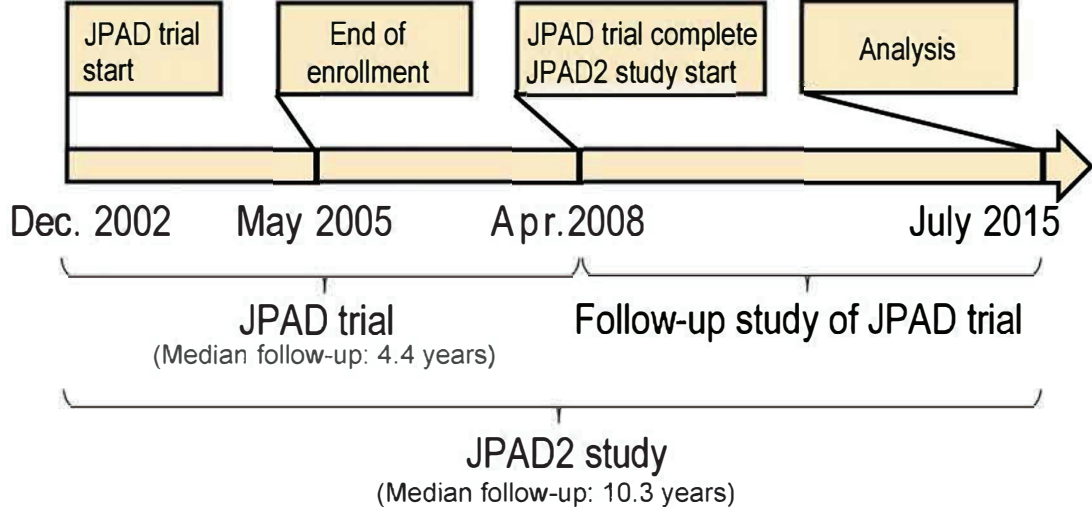 JPAD trial
start
End of
enrollment
JPAD trial complete
JPAD2 study start
Analysis
Dec. 2002
May 2005
Apr.2008
July 2015
JPAD trial
(Median follow-up: 4.4 years)
Follow-up study of JPAD trial
JPAD2 study
(Median follow-up: 10.3 years)